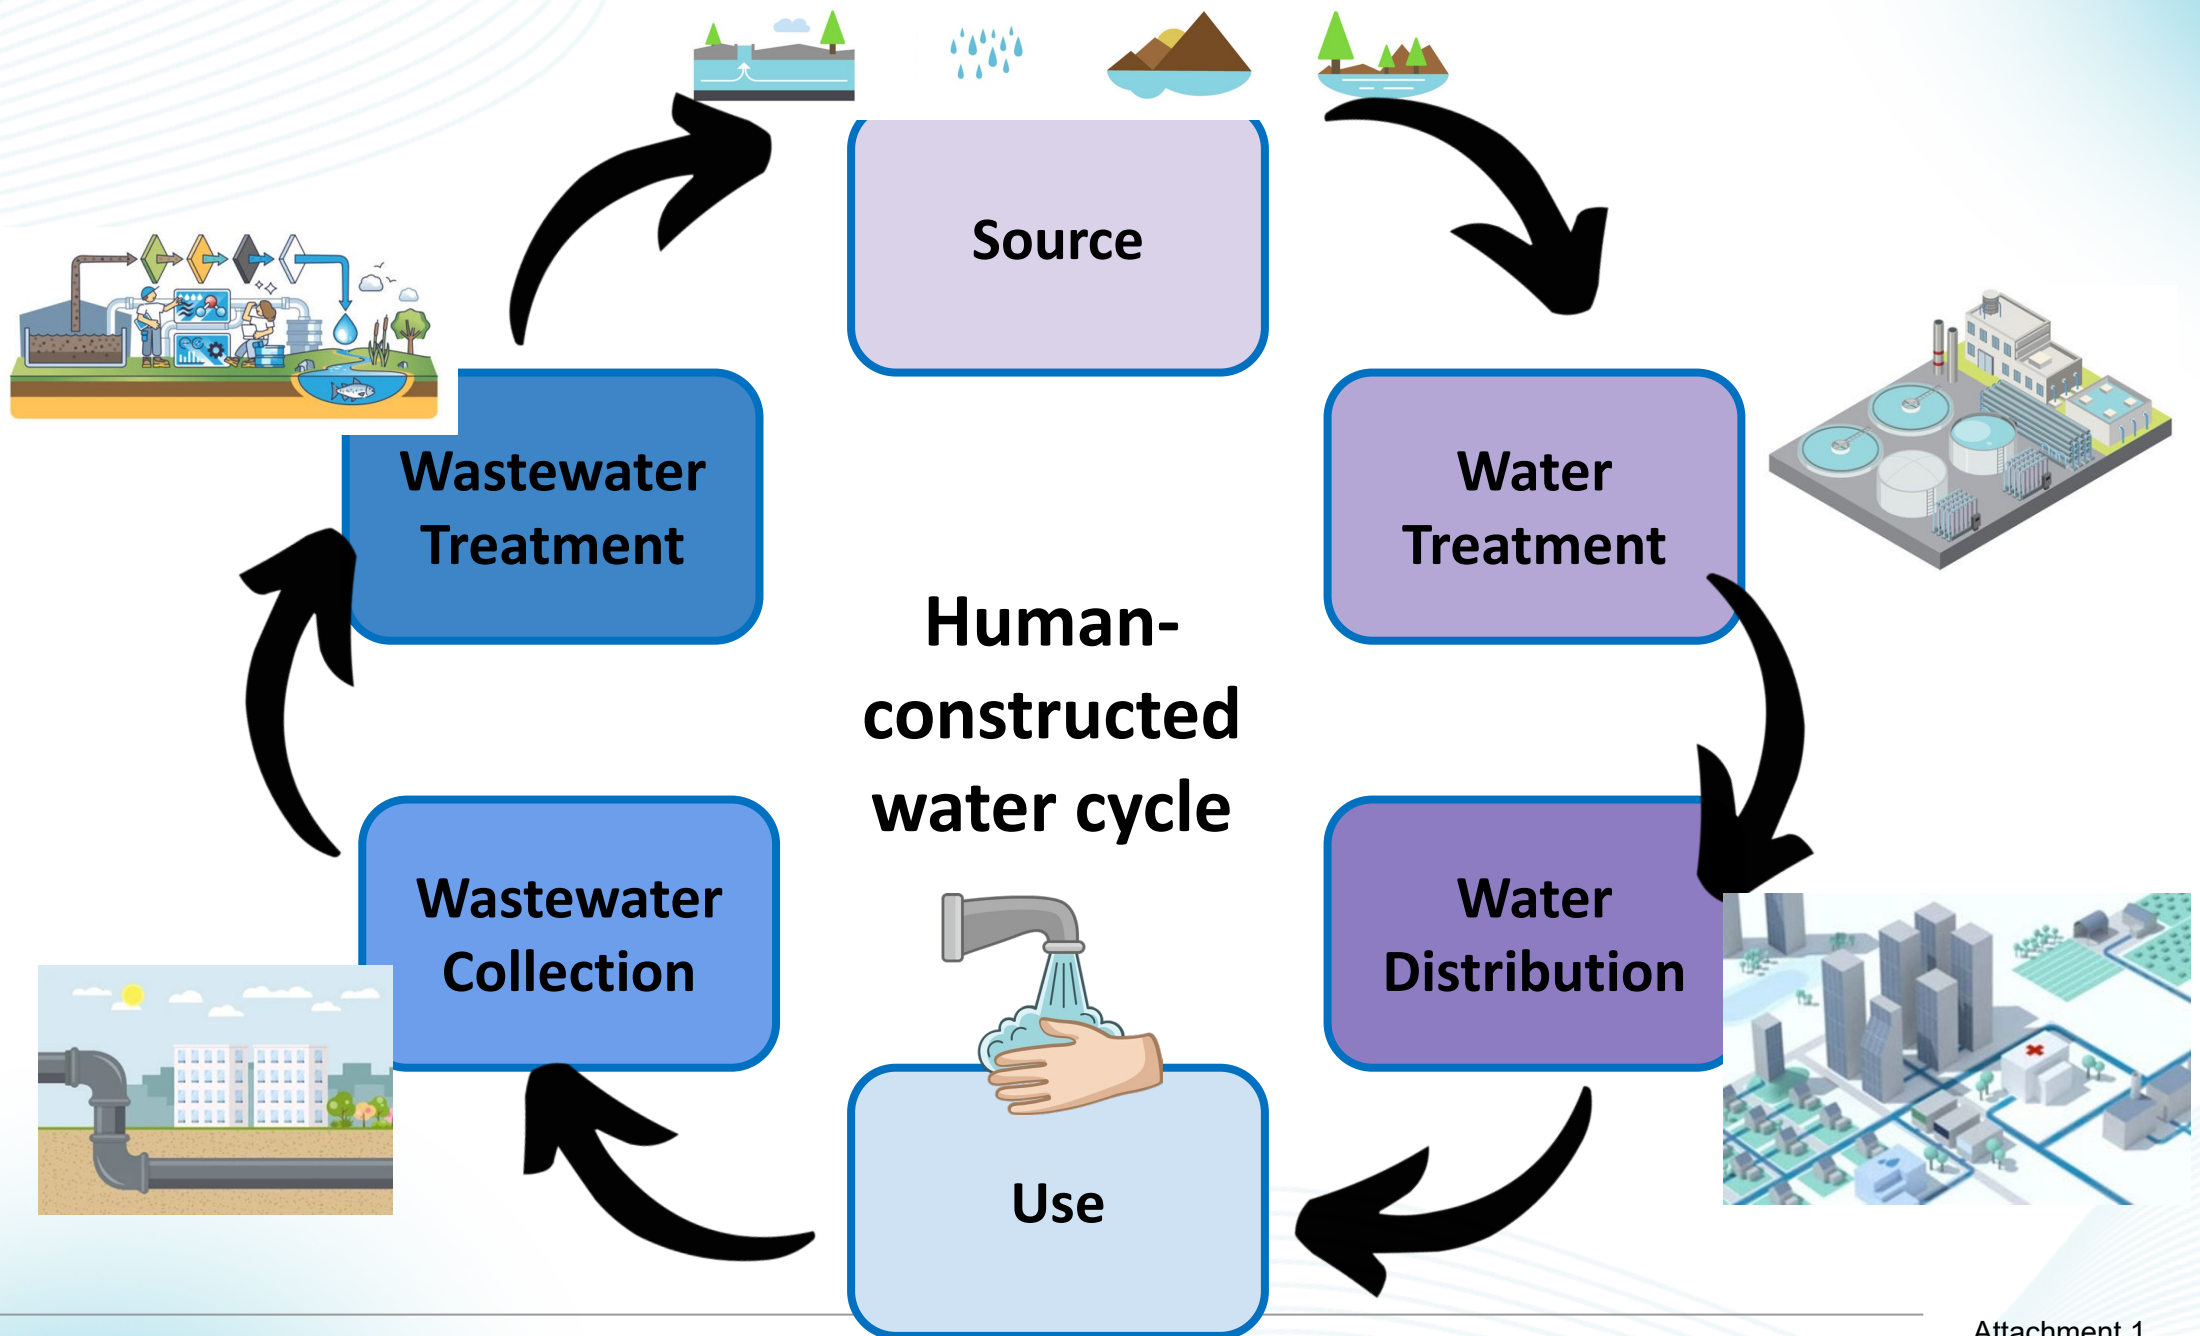 Source
Wastewater
Treatment
Water
Treatment
Human-
constructed
water cycle
Wastewater
Collection
Water
Distribution
Use
Attachment 1